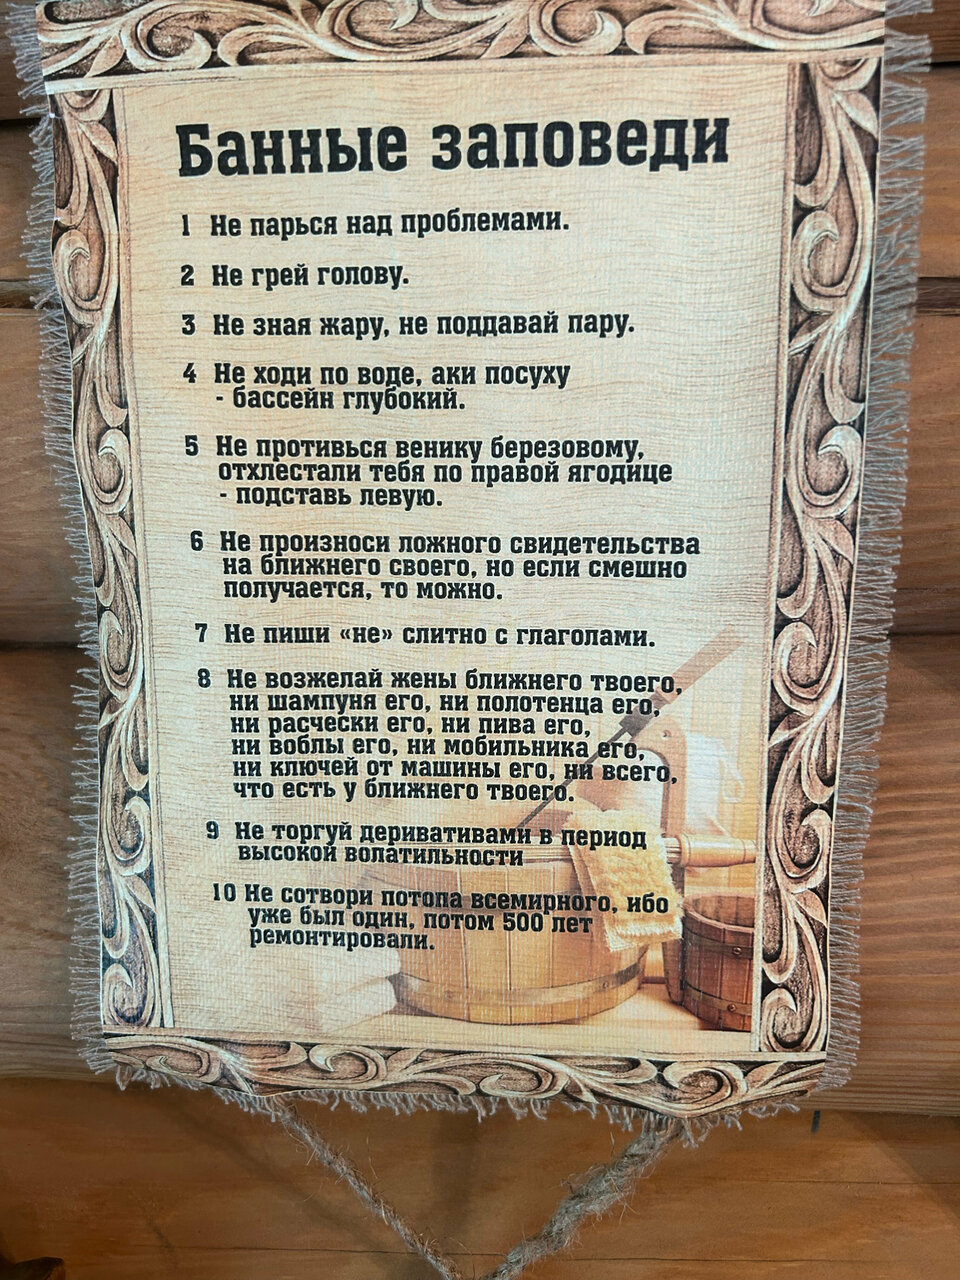 Банные заповеди
1 Не парься над проблемами.
2 Не грей голову.
3 Не зная жару, не поддавай пару.
4 Не ходи по воде, аки посуху
- бассейн глубокий.
5 Не противься венику березовому,
отхлестали тебя по правой ягодице
- подставь левую.
6 Не произноси ложного свидетельства
на ближнего своего, но если смешно
получается, то можно.
7 Не пиши «не» слитно с глаголами.
8 Не возжелай жены ближнего твоего,
ни шампуня его, ни полотенца его,
ни расчески его, ни пива его,
ни воблы его, ни мобильника его,
ни ключей от машины его, ни всего,
что есть у ближнего твоего.
9 Не торгуй деривативами в период
высокой волатильности
10 Не сотвори потопа всемирного, ибо
уже был один, потом 500 лет
ремонтировали.